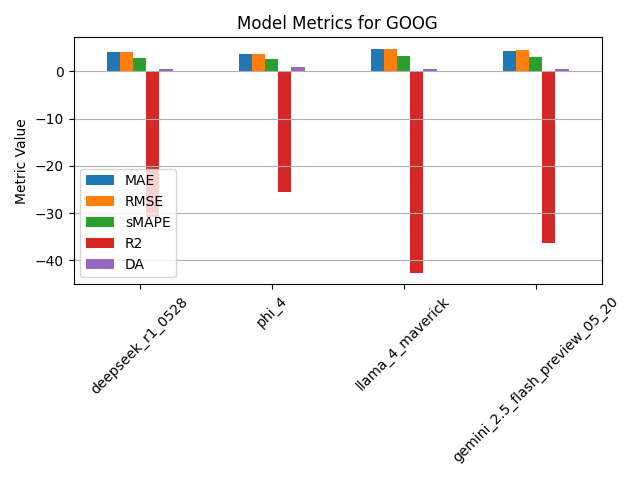 Model Metrics for GOOG
Metric Value
0
−10
−20
−30
−40
MAE
RMSE
sMAPE
R2
DA
deepseek_r1_0528
phi_4
llama_4_maverick
gemini_2.5_flash_preview_05_20